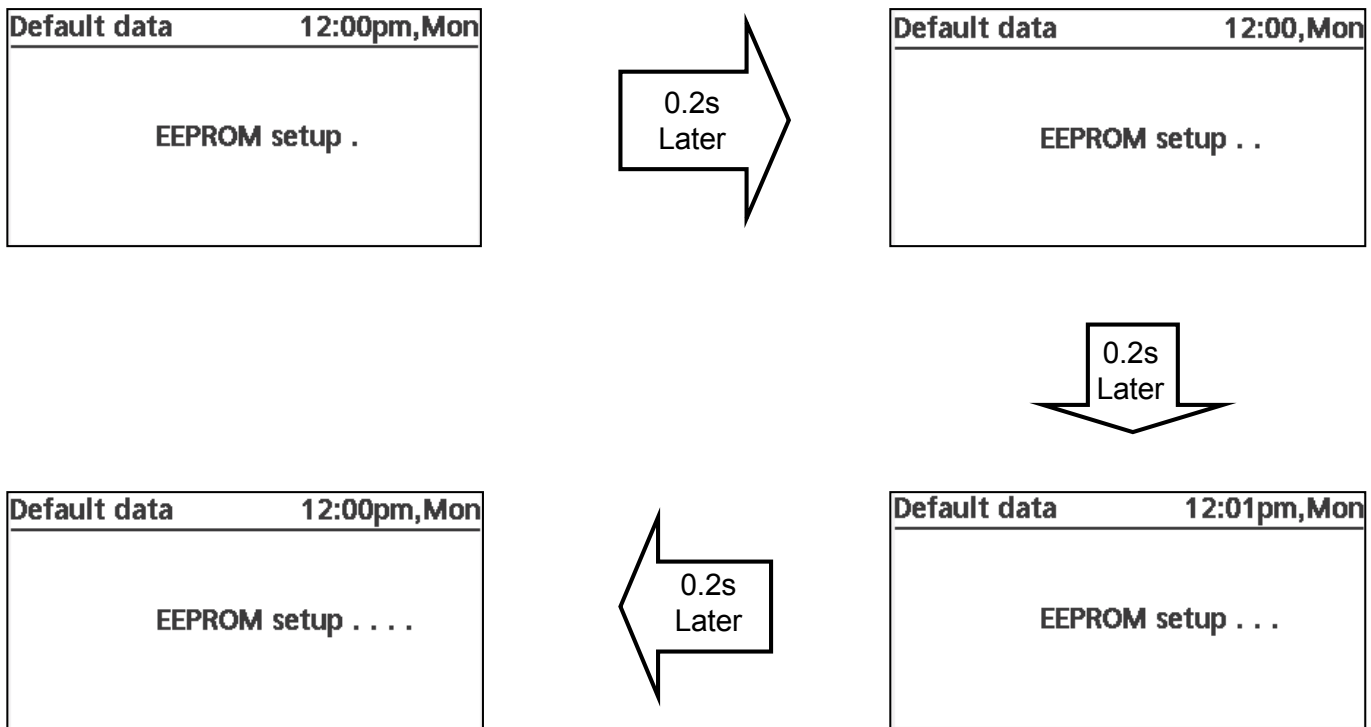 Default data 12:00pm,Mon
EEPROM setup .
0.2s
Later
Default data 12:00,Mon
EEPROM setup . .
0.2s
Later
Default data 12:01pm,Mon
EEPROM setup . . .
0.2s
Later
Default data 12:00pm,Mon
EEPROM setup . . . .